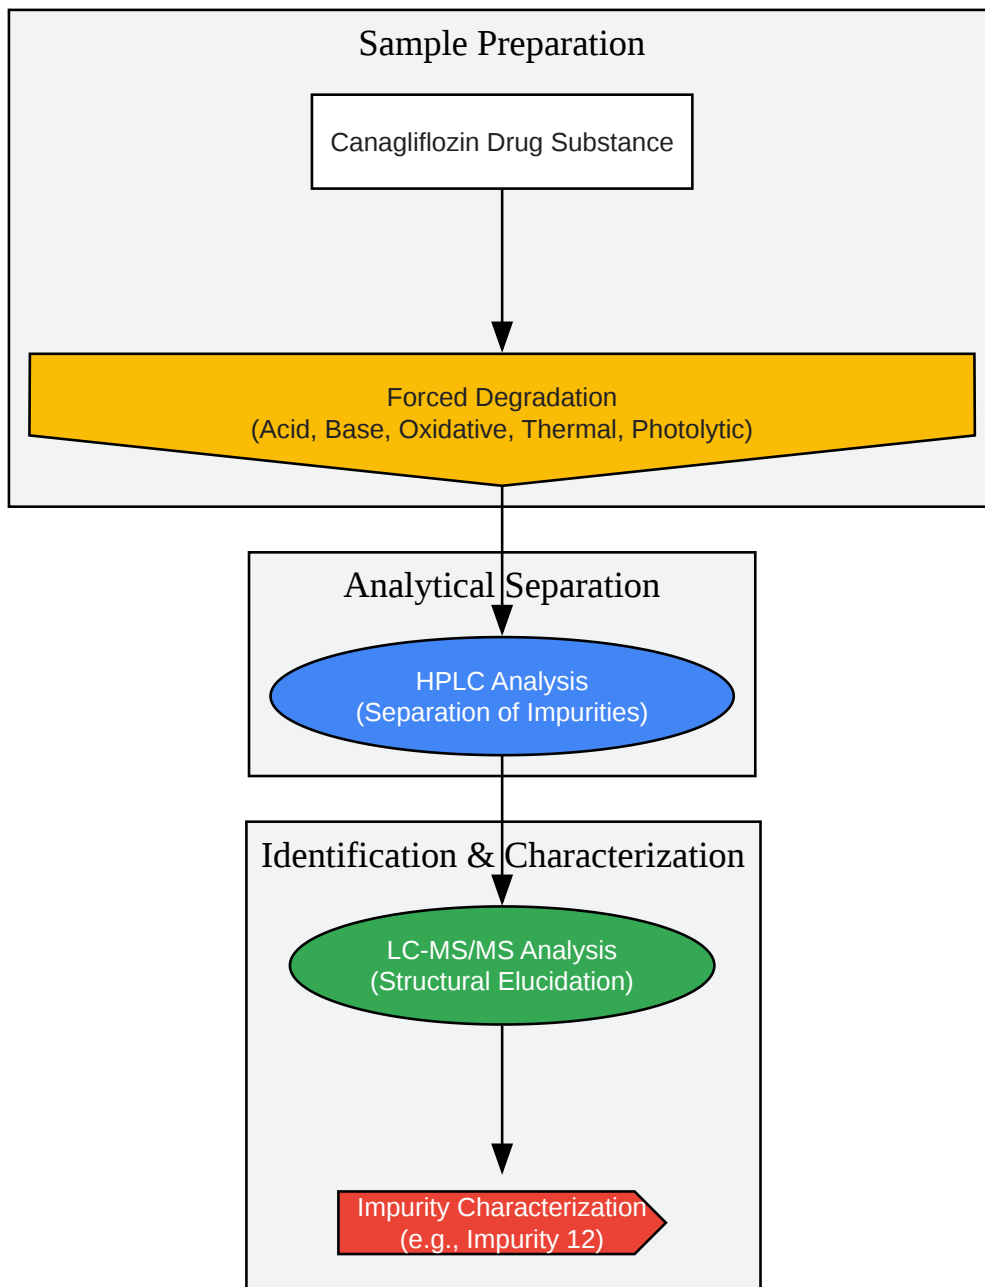 Sample Preparation
Canagliflozin Drug Substance
Forced Degradation
(Acid, Base, Oxidative, Thermal, Photolytic)
Analytical Separation
HPLC Analysis
(Separation of Impurities)
Identification & Characterization
LC-MS/MS Analysis
(Structural Elucidation)
Impurity Characterization
(e.g., Impurity 12)